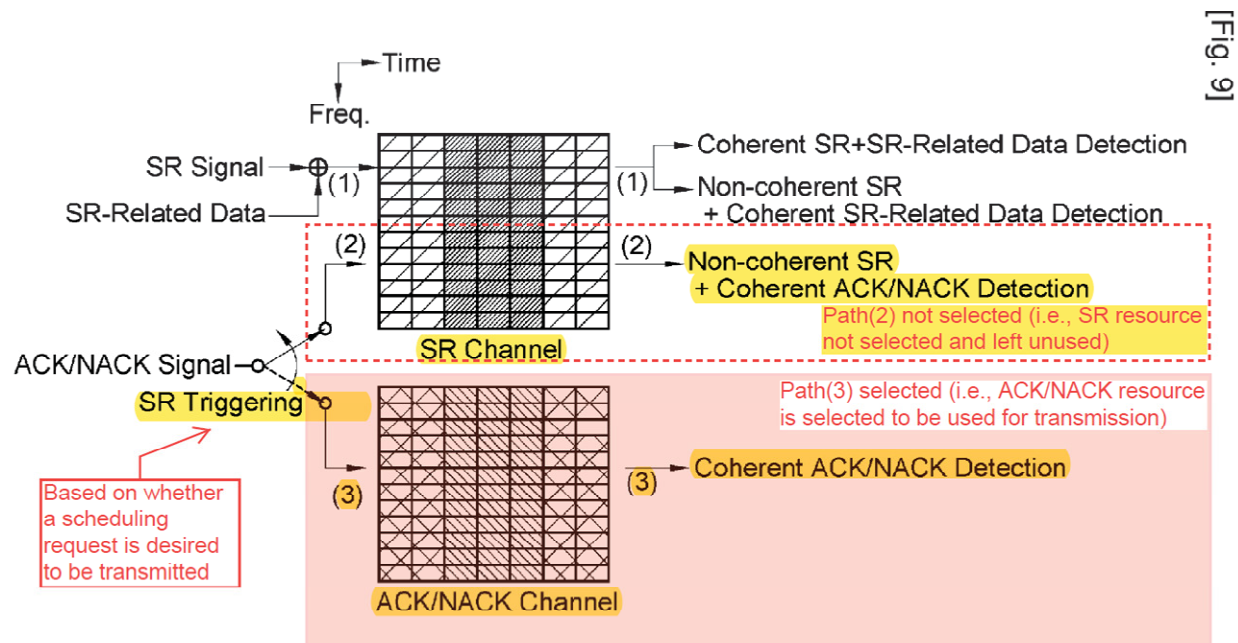 [Fig. 9]
Time
Freq.
SR Signal
(1)
SR-Related Data
(1)
Coherent SR+SR-Related Data Detection
Non-coherent SR
+ Coherent SR-Related Data Detection
(2)
(2)
Non-coherent SR
+ Coherent ACK/NACK Detection
Path(2) not selected (i.e., SR resource
not selected and left unused)
SR Channel
ACK/NACK Signal
SR Triggering
Path(3) selected (i.e., ACK/NACK resource
is selected to be used for transmission)
(3)
(3)
Coherent ACK/NACK Detection
Based on whether
a scheduling
request is desired
to be transmitted
ACK/NACK Channel